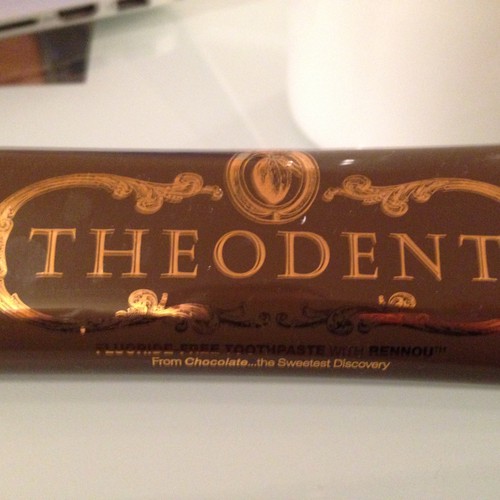 THEODENT
FLUORIDE-FREE TOOTHPASTE WITH RENNOU™
From Chocolate...the Sweetest Discovery